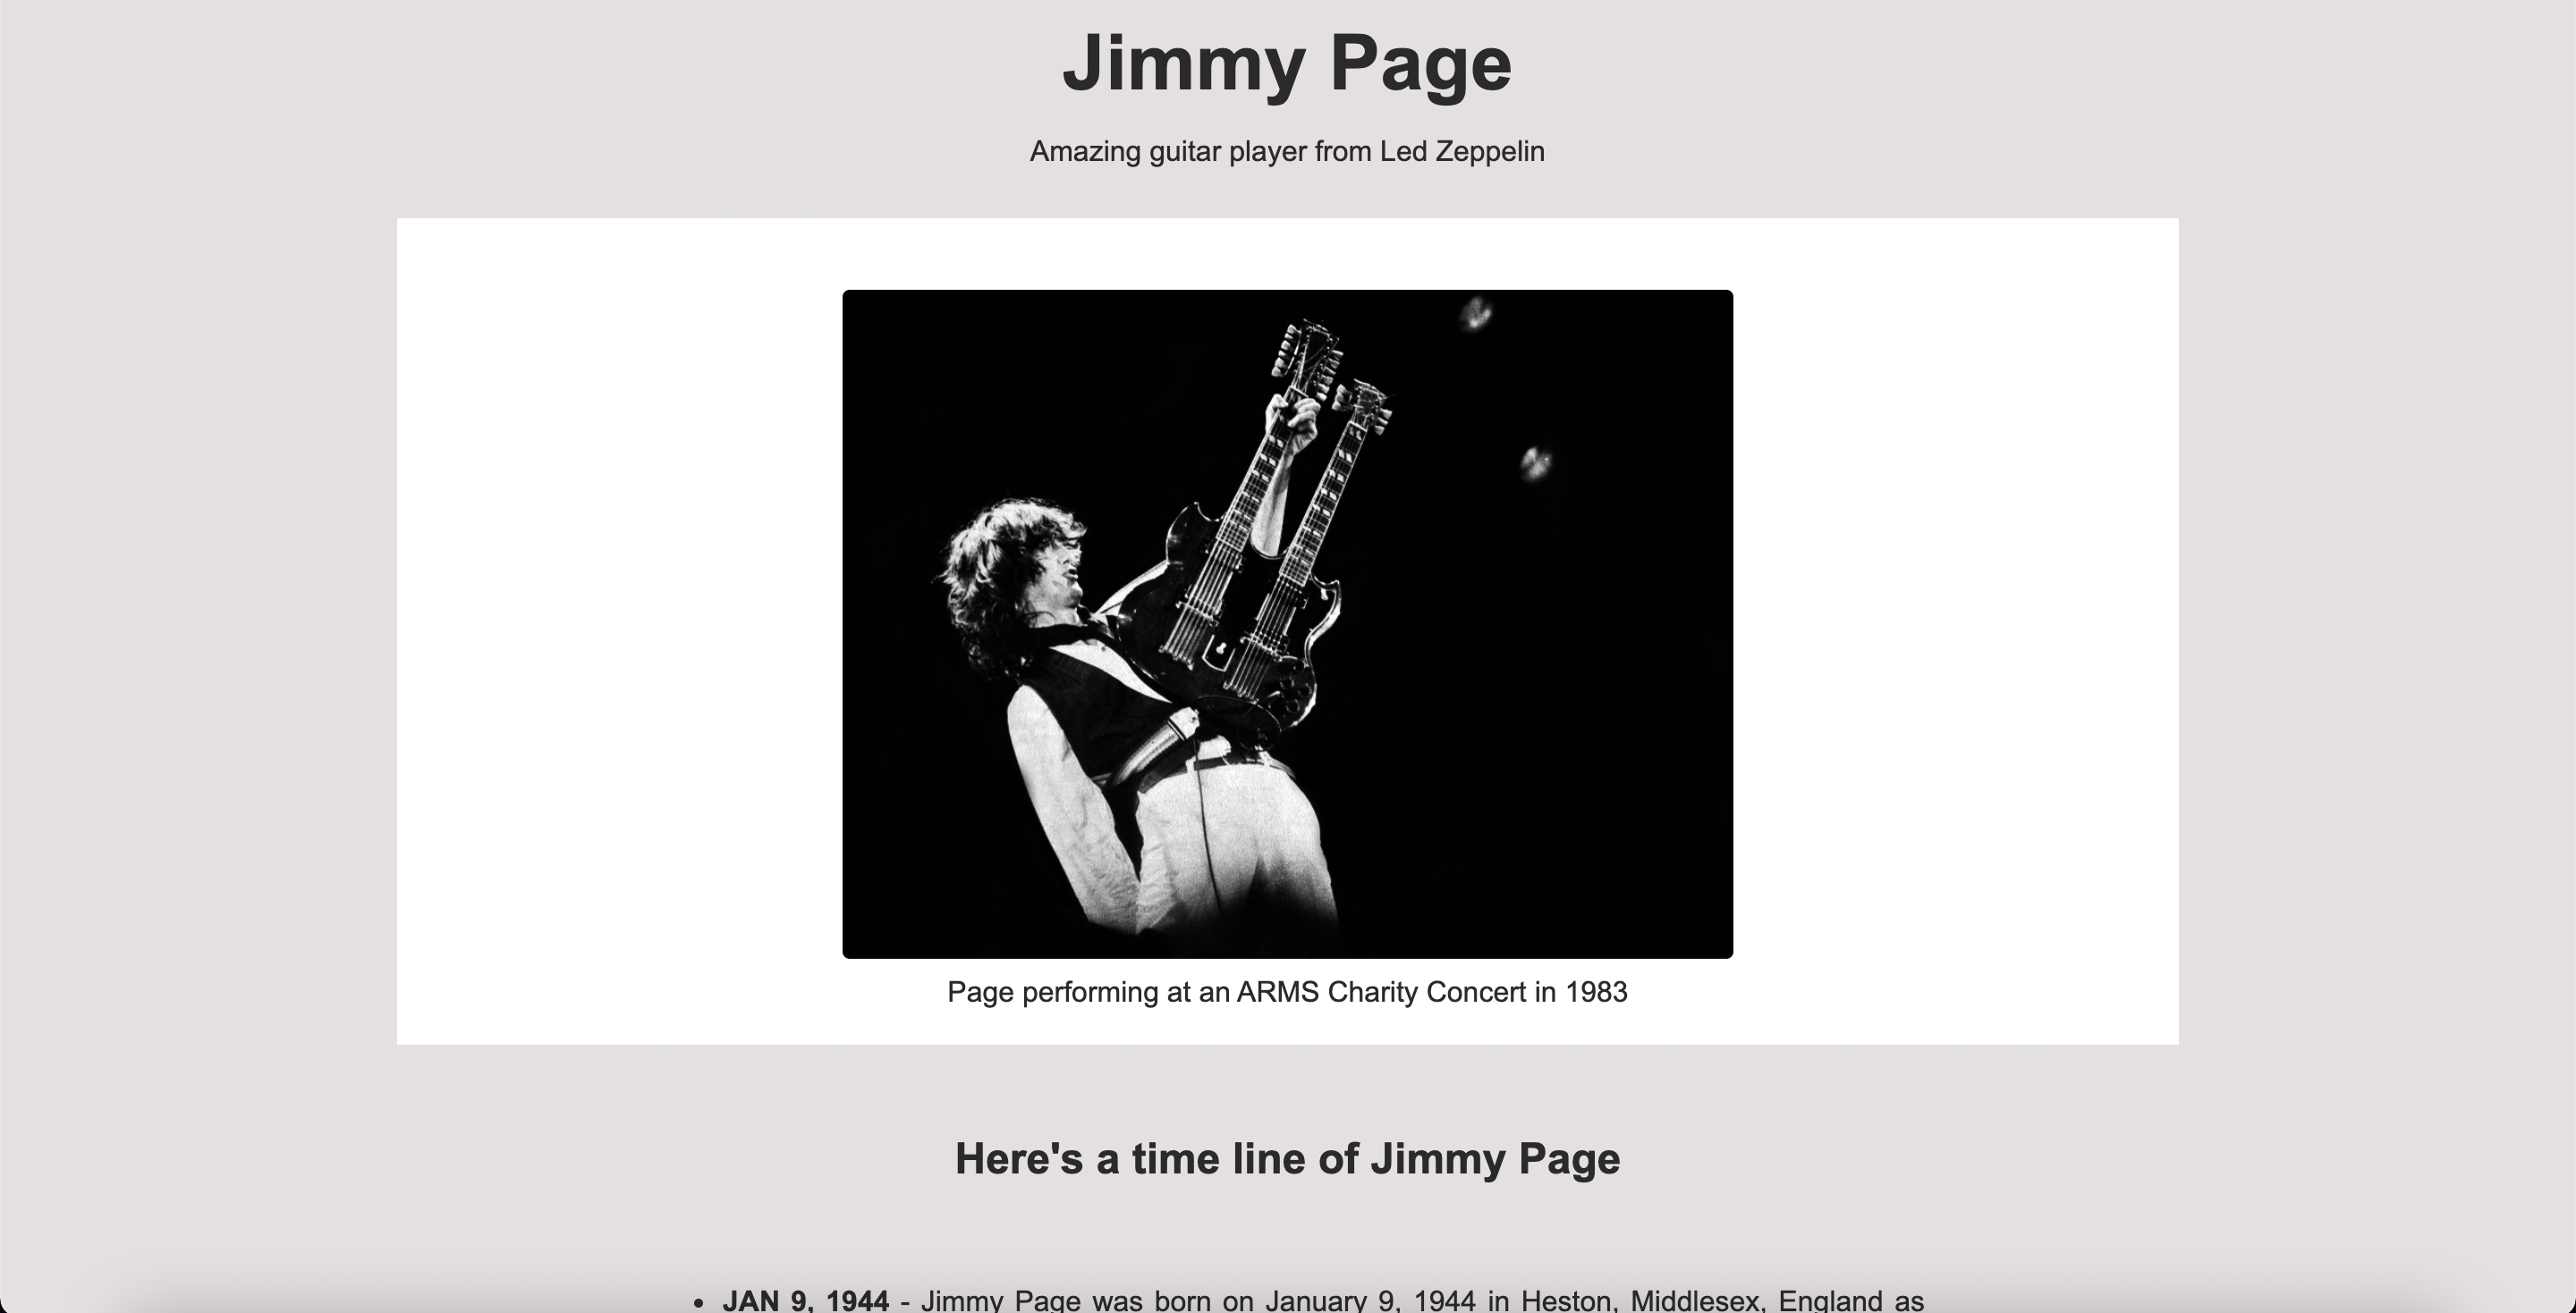 Jimmy Page
Amazing guitar player from Led Zeppelin
Page performing at an ARMS Charity Concert in 1983
Here's a time line of Jimmy Page
• JAN 9, 1944 - Jimmy Page was born on January 9, 1944 in Heston, Middlesex, England as